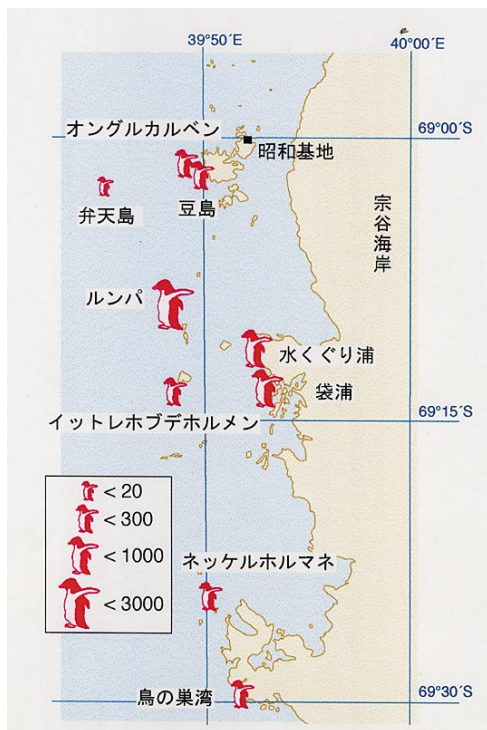 39°50´E
40°00´E
オングルカルベン
69°00´S
昭和基地
弁天島
豆島
宗谷海岸
ルンパ
水くぐり浦
袋浦
69°15´S
イットレホブデホルメン
< 20
< 300
< 1000
< 3000
ネッケルホルマネ
69°30´S
鳥の巣湾